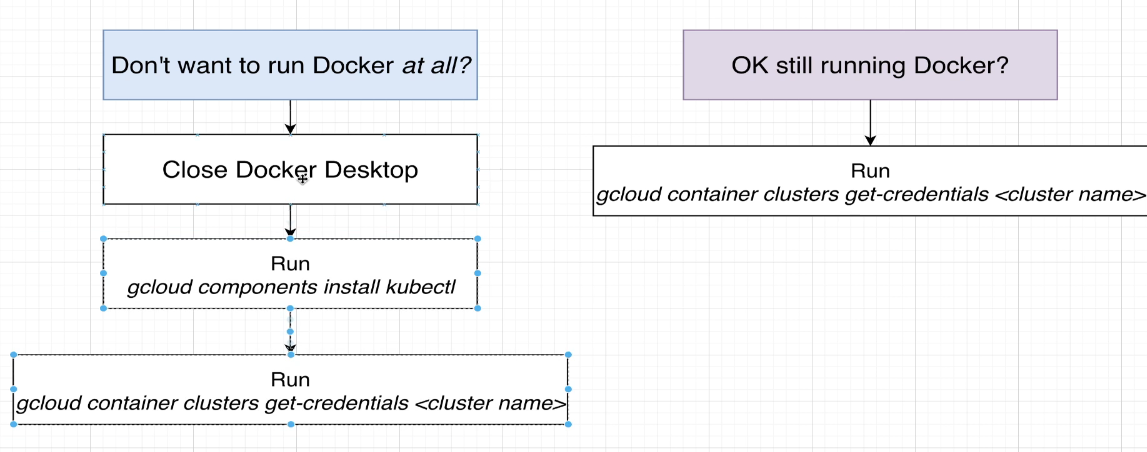 Don't want to run Docker at all?
Close Docker Desktop
Run
gcloud components install kubectl
Run
gcloud container clusters get-credentials <cluster name>
OK still running Docker?
Run
gcloud container clusters get-credentials <cluster name>